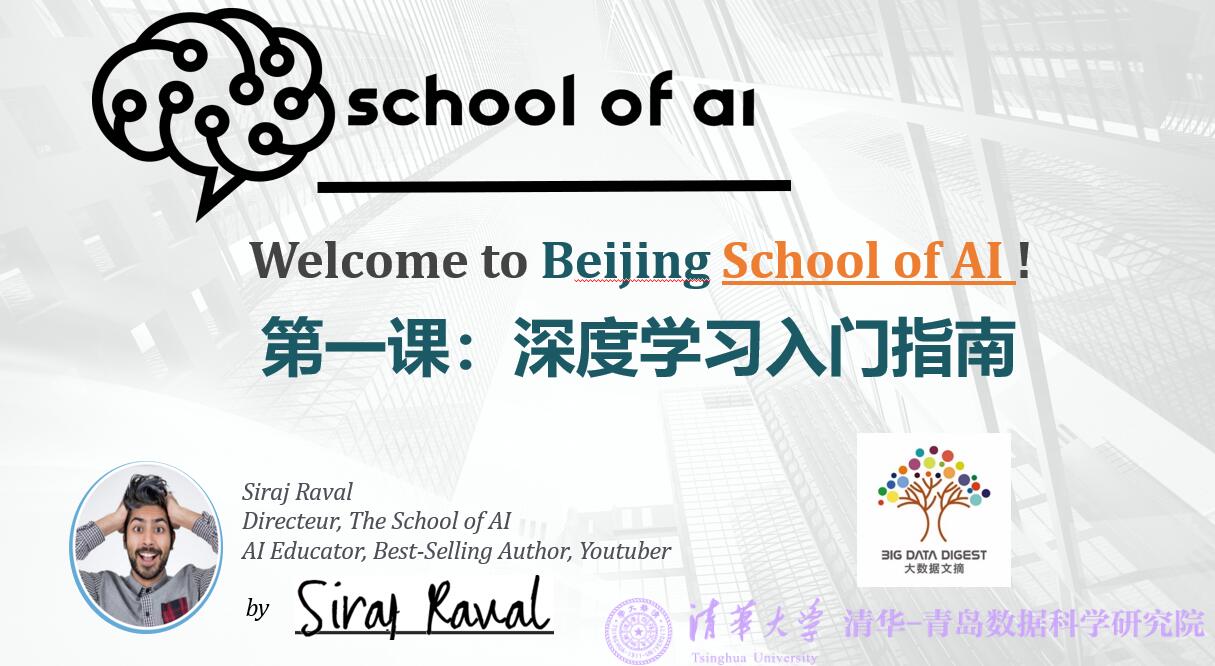 school of ai
Welcome to Beijing School of AI !
第一课：深度学习入门指南
Siraj Raval
Directeur, The School of AI
AI Educator, Best-Selling Author, Youtuber
by Siraj Raval
BIG DATA DIGEST
大数据文摘
清华大学 清华-青岛数据科学研究院
Tsinghua University